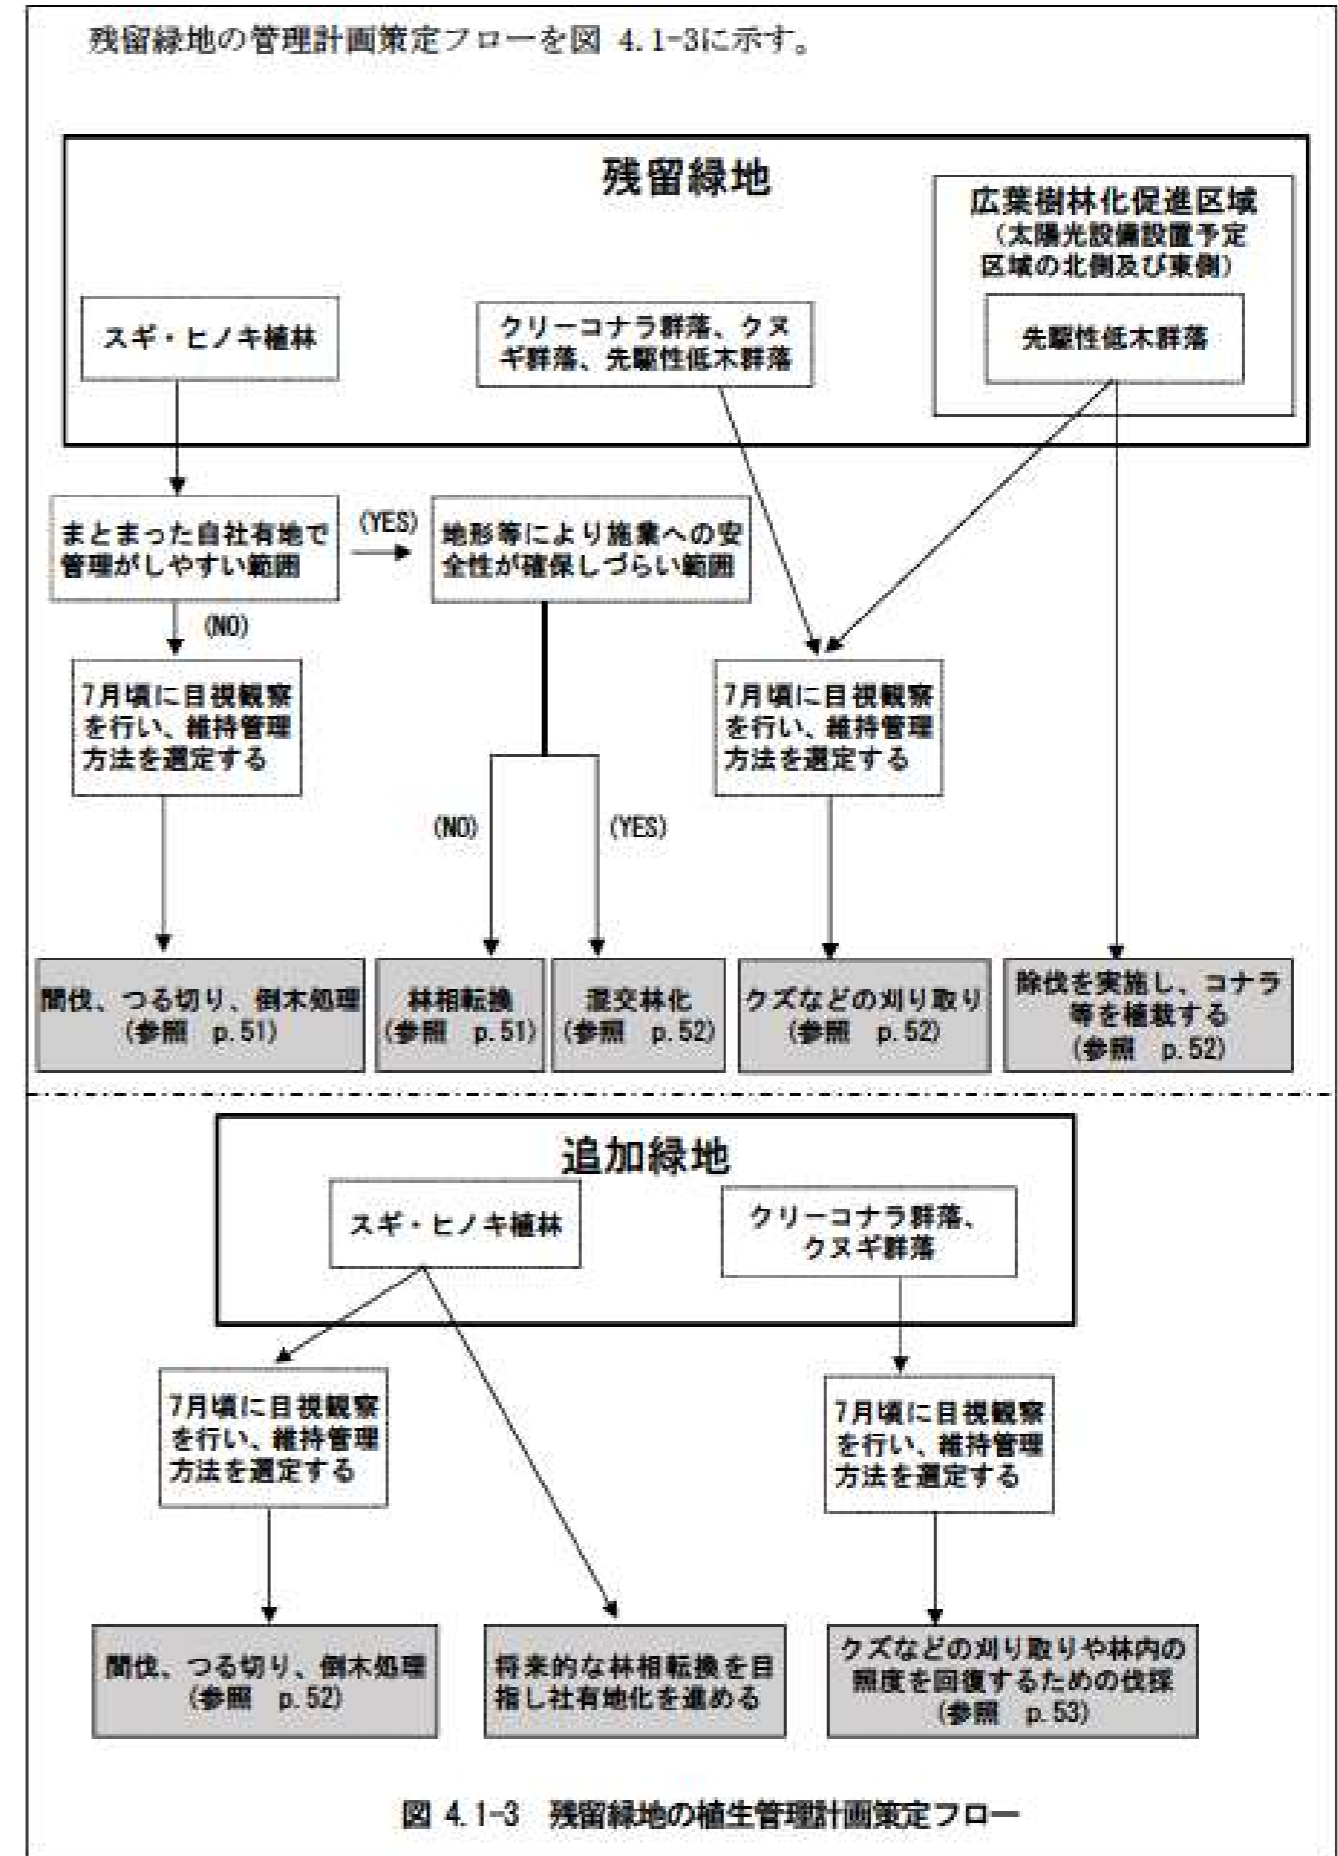 残留緑地の管理計画策定フローを図 4.1-3に示す。
残留緑地
広葉樹林化促進区域
(太陽光設備設置予定
区域の北側及び東側)
スギ・ヒノキ植林
クリーコナラ群落、クヌ
ギ群落、先駆性低木群落
先駆性低木群落
まとまった自社有地で
管理がしやすい範囲
(YES)
地形等により施業への安
全性が確保しづらい範囲
(NO)
7月頃に目視観察
を行い、維持管理
方法を選定する
7月頃に目視観察
を行い、維持管理
方法を選定する
(NO)
(YES)
間伐、つる切り、倒木処理
(参照 p.51)
林相転換
(参照 p.51)
混交林化
(参照 p.52)
クズなどの刈り取り
(参照 p.52)
除伐を実施し、コナラ
等を植栽する
(参照 p.52)
追加緑地
スギ・ヒノキ植林
クリーコナラ群落、
クヌギ群落
7月頃に目視観察
を行い、維持管理
方法を選定する
7月頃に目視観察
を行い、維持管理
方法を選定する
間伐、つる切り、倒木処理
(参照 p.52)
将来的な林相転換を目
指し社有地化を進める
クズなどの刈り取りや林内の
照度を回復するための伐採
(参照 p.53)
図 4.1-3 残留緑地の植生管理計画策定フロー